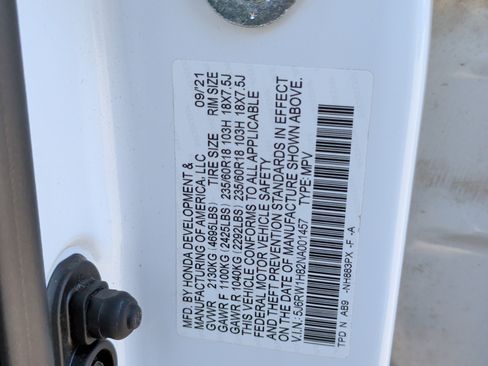 MFD. BY HONDA DEVELOPMENT & 09/21
MANUFACTURING OF AMERICA, LLC
GVWR 2130KG (4695LBS) TIRE SIZE RIM SIZE
GAWR F 1100KG (2425LBS) 235/60R18 103H 18X7.5J
GAWR R 1040KG (2292LBS) 235/60R18 103H 18X7.5J
THIS VEHICLE CONFORMS TO ALL APPLICABLE
FEDERAL MOTOR VEHICLE SAFETY
AND THEFT PREVENTION STANDARDS IN EFFECT
ON THE DATE OF MANUFACTURE SHOWN ABOVE.
V.I.N.: 5J6RW1H82NA001457 TYPE:MPV
TPD N AB9 -NH883PX -F -A